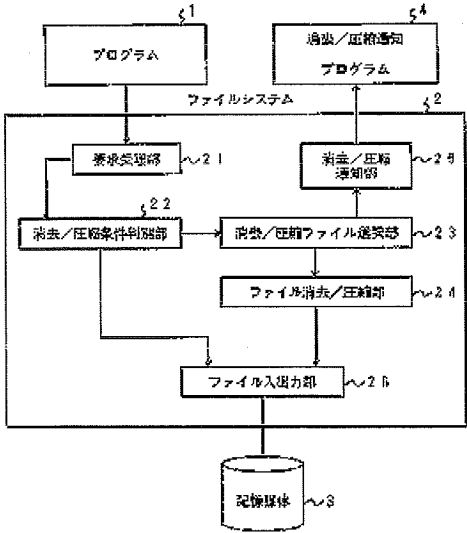 1
プログラム
4
消去/圧縮通知
プログラム
ファイルシステム
2
要求受理部
21
消去/圧縮
通知部
25
22
消去/圧縮条件判別部
消去/圧縮ファイル選択部
23
ファイル消去/圧縮部
24
ファイル入出力部
26
記憶媒体
3